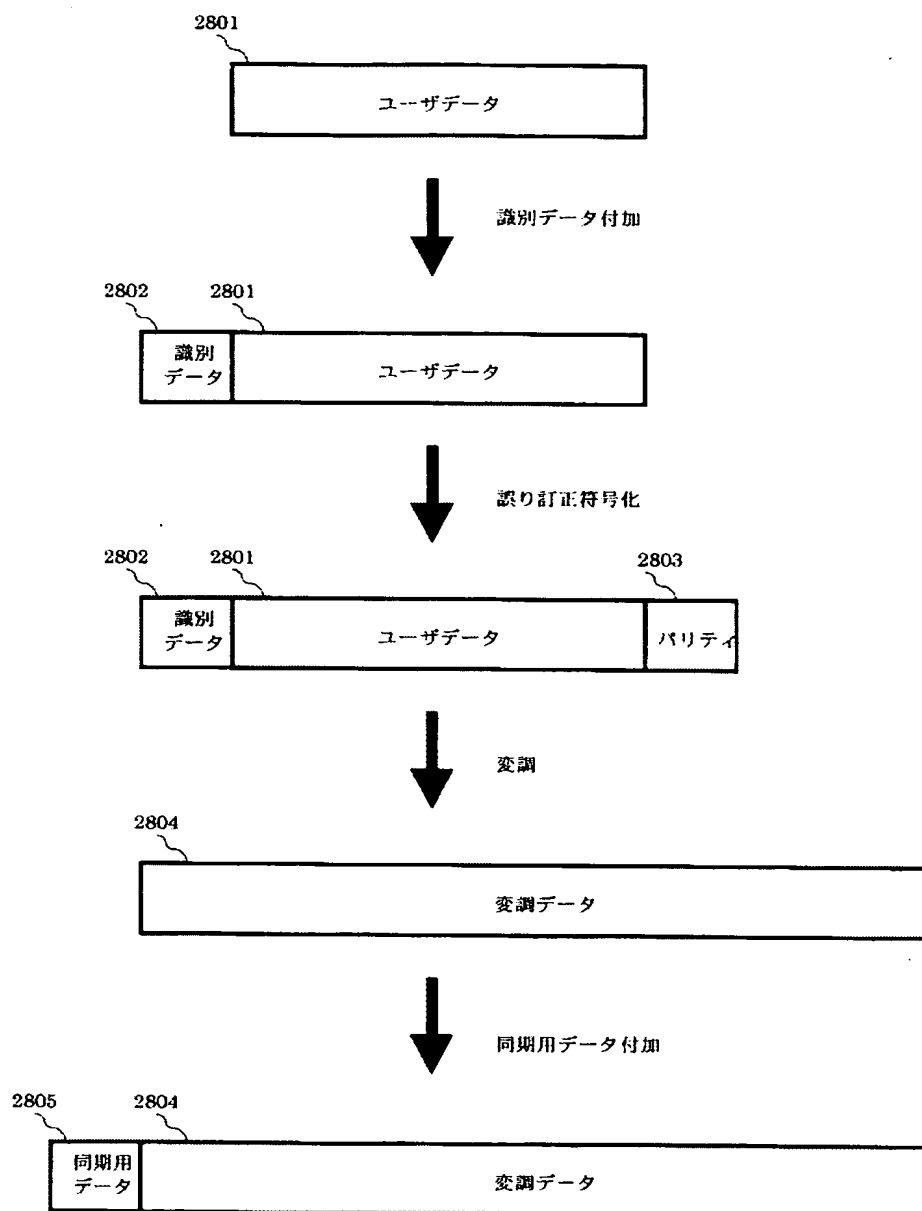 2801
ユーザデータ
識別データ付加
2802 2801
識別
データ
ユーザデータ
誤り訂正符号化
2802 2801 2803
識別
データ
ユーザデータ
パリティ
変調
2804
変調データ
同期用データ付加
2805 2804
同期用
データ
変調データ